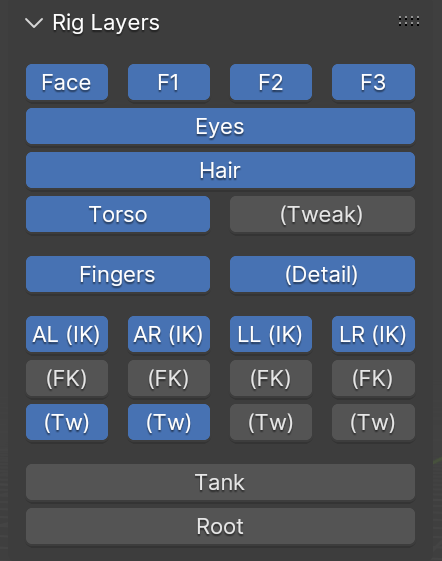 Rig Layers
Face F1 F2 F3
Eyes
Hair
Torso (Tweak)
Fingers (Detail)
AL (IK) AR (IK) LL (IK) LR (IK)
(FK) (FK) (FK) (FK)
(Tw) (Tw) (Tw) (Tw)
Tank
Root